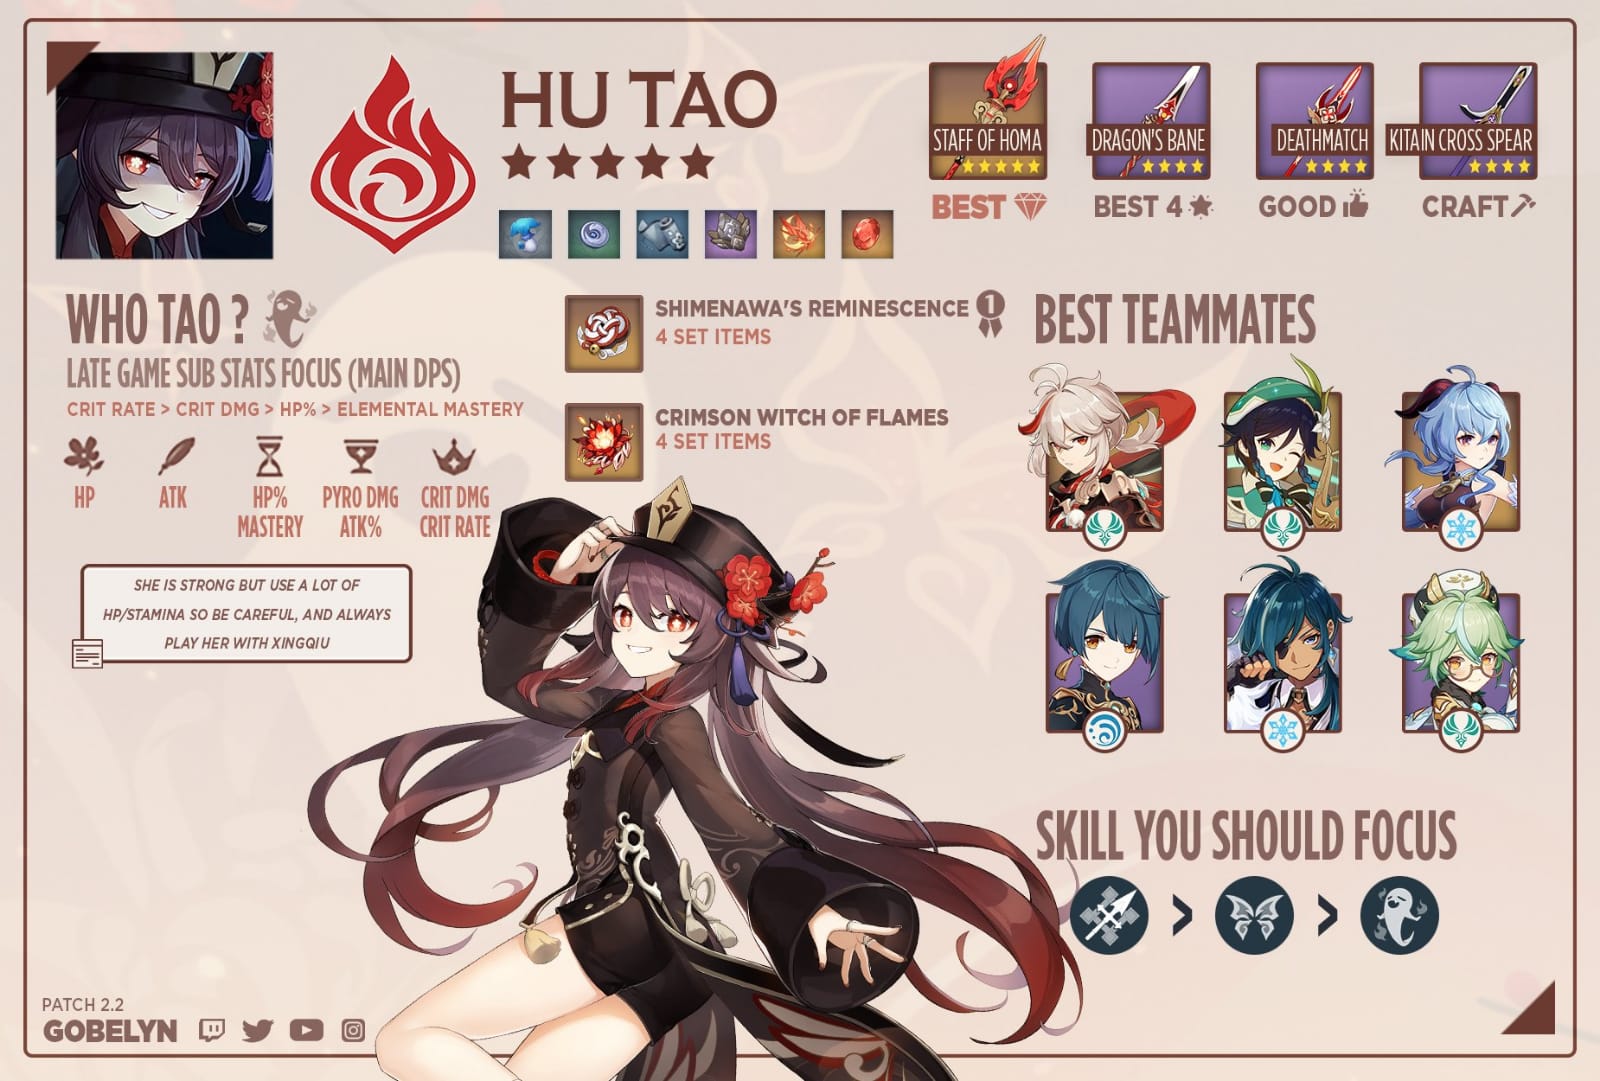 HU TAO
STAFF OF HOMA
BEST
DRAGON'S BANE
BEST 4
DEATHMATCH
GOOD
KITAIN CROSS SPEAR
CRAFT
WHO TAO ?
LATE GAME SUB STATS FOCUS (MAIN DPS)
CRIT RATE > CRIT DMG > HP% > ELEMENTAL MASTERY
HP
ATK
HP%
MASTERY
PYRO DMG
ATK%
CRIT DMG
CRIT RATE
SHE IS STRONG BUT USE A LOT OF
HP/STAMINA SO BE CAREFUL, AND ALWAYS
PLAY HER WITH XINGQIU
SHIMENAWA'S REMINESCENCE 1
4 SET ITEMS
CRIMSON WITCH OF FLAMES
4 SET ITEMS
BEST TEAMMATES
SKILL YOU SHOULD FOCUS
> >
PATCH 2.2
GOBELYN